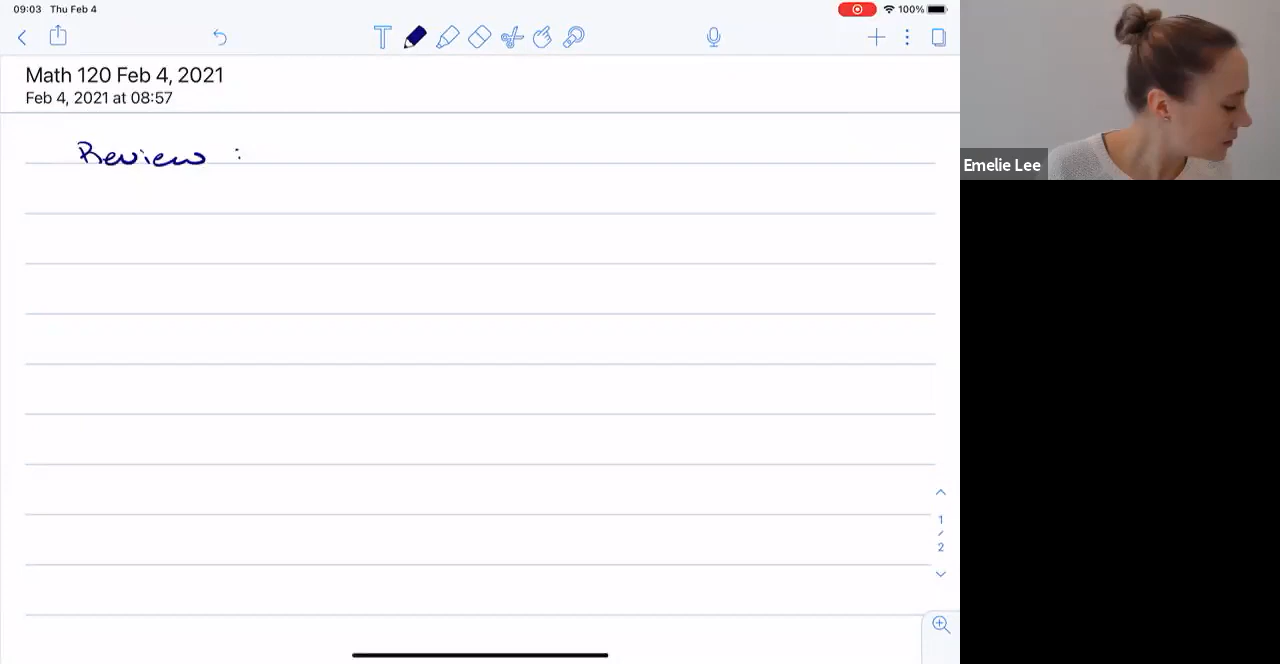 09:03 Thu Feb 4
100%
T
Math 120 Feb 4, 2021
Feb 4, 2021 at 08:57
Review :
Emelie Lee
1
/
2